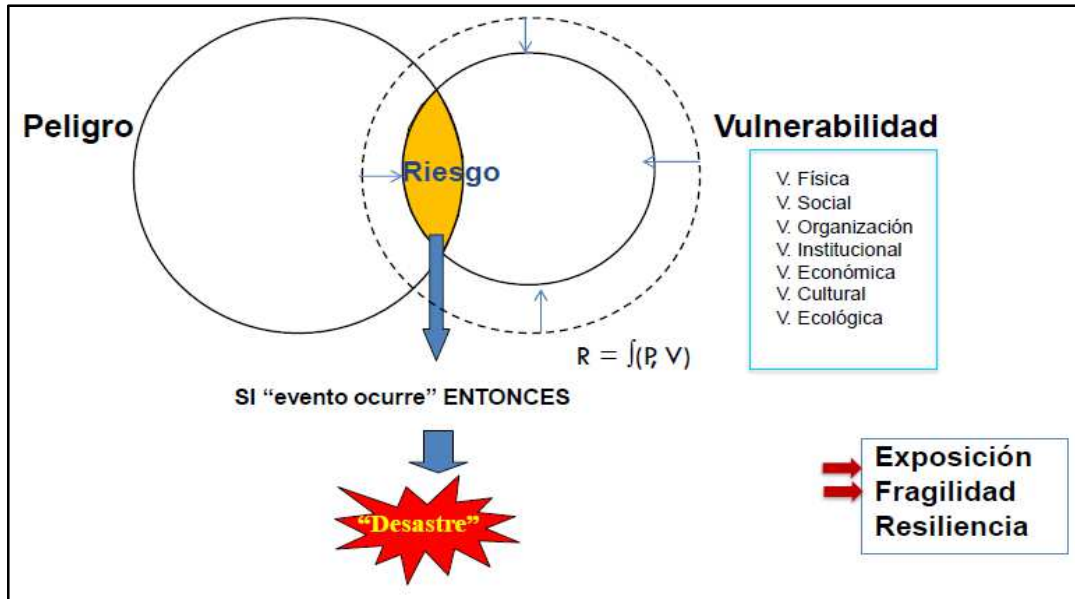 Peligro
Riesgo
Vulnerabilidad
V. Física
V. Social
V. Organización
V. Institucional
V. Económica
V. Cultural
V. Ecológica
R = ∫(P, V)
SI “evento ocurre” ENTONCES
“Desastre”
Exposición
Fragilidad
Resiliencia